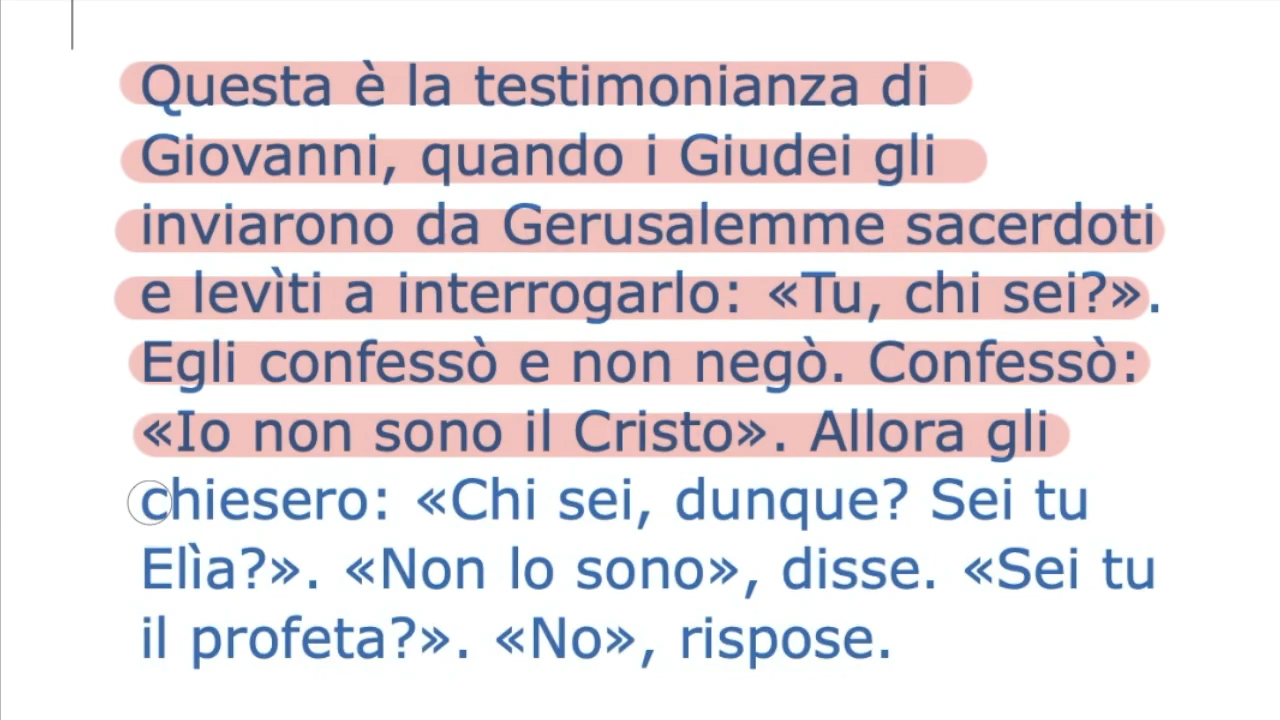 Questa è la testimonianza di
Giovanni, quando i Giudei gli
inviarono da Gerusalemme sacerdoti
e levìti a interrogarlo: «Tu, chi sei?».
Egli confessò e non negò. Confessò:
«Io non sono il Cristo». Allora gli
chiesero: «Chi sei, dunque? Sei tu
Elìa?». «Non lo sono», disse. «Sei tu
il profeta?». «No», rispose.